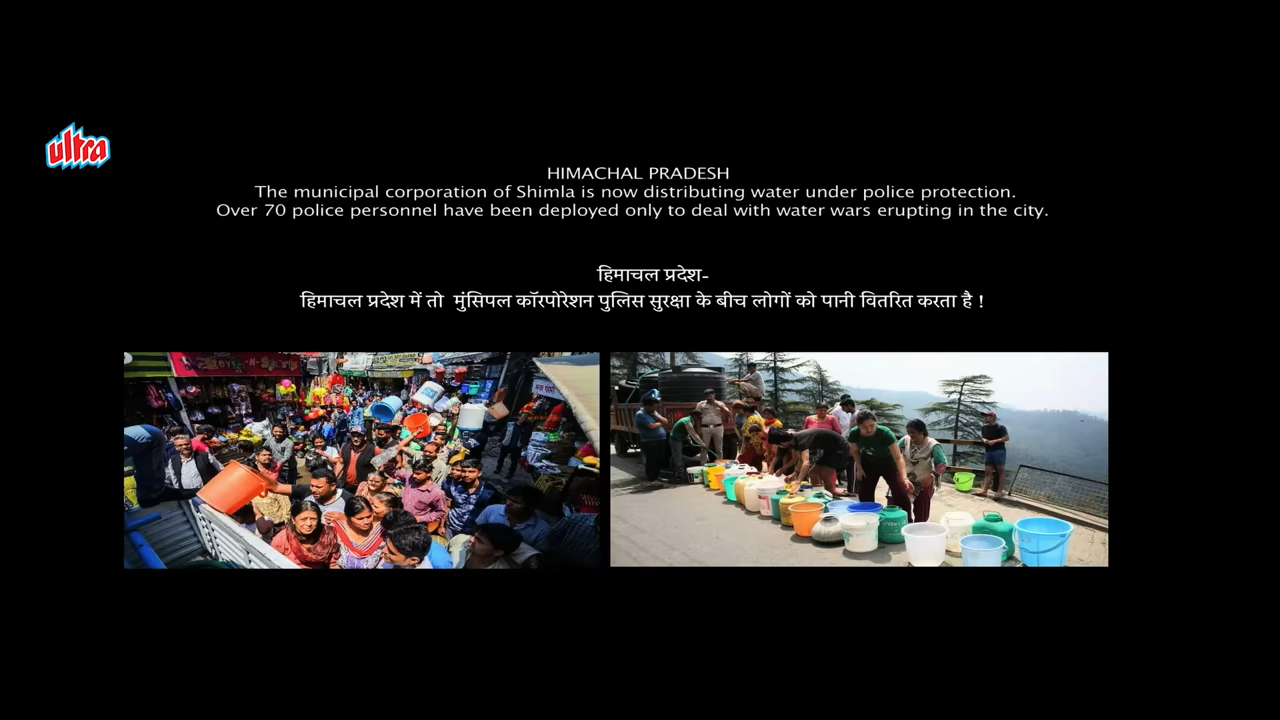 ultra
HIMACHAL PRADESH
The municipal corporation of Shimla is now distributing water under police protection.
Over 70 police personnel have been deployed only to deal with water wars erupting in the city.
हिमाचल प्रदेश-
हिमाचल प्रदेश में तो मुंसिपल कॉरपोरेशन पुलिस सुरक्षा के बीच लोगों को पानी वितरित करता है !